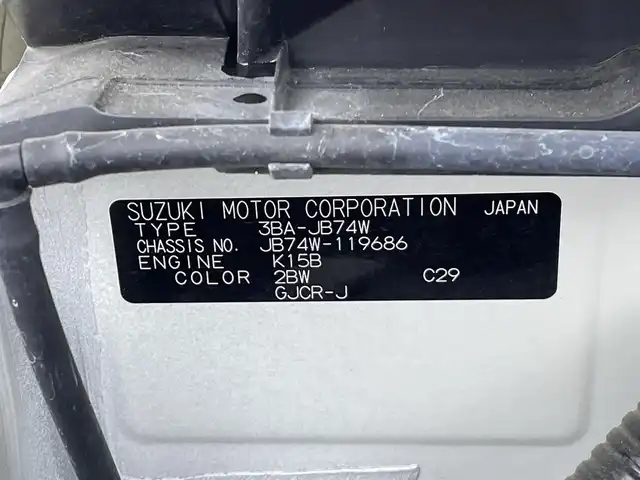 SUZUKI MOTOR CORPORATION JAPAN
TYPE 3BA-JB74W
CHASSIS NO. JB74W-119686
ENGINE K15B
COLOR 2BW C29
GJCR-J